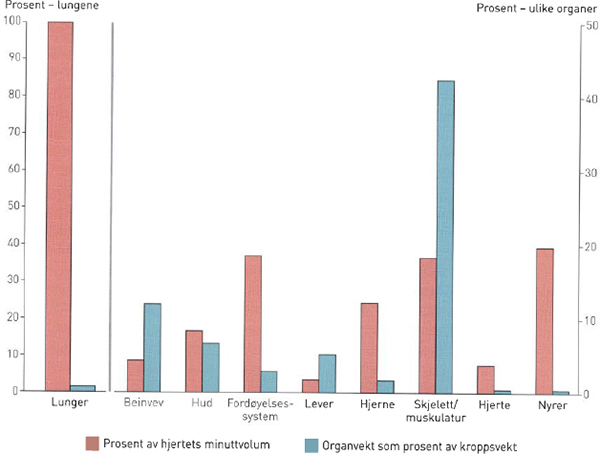 Prosent – lungene
Prosent – ulike organer
100
90
80
70
60
50
40
30
20
10
0
50
40
30
20
10
0
Lunger
Beinvev
Hud
Fordøyelses-
system
Lever
Hjerne
Skjelett/
muskulatur
Hjerte
Nyrer
Prosent av hjertets minuttvolum
Organvekt som prosent av kroppsvekt